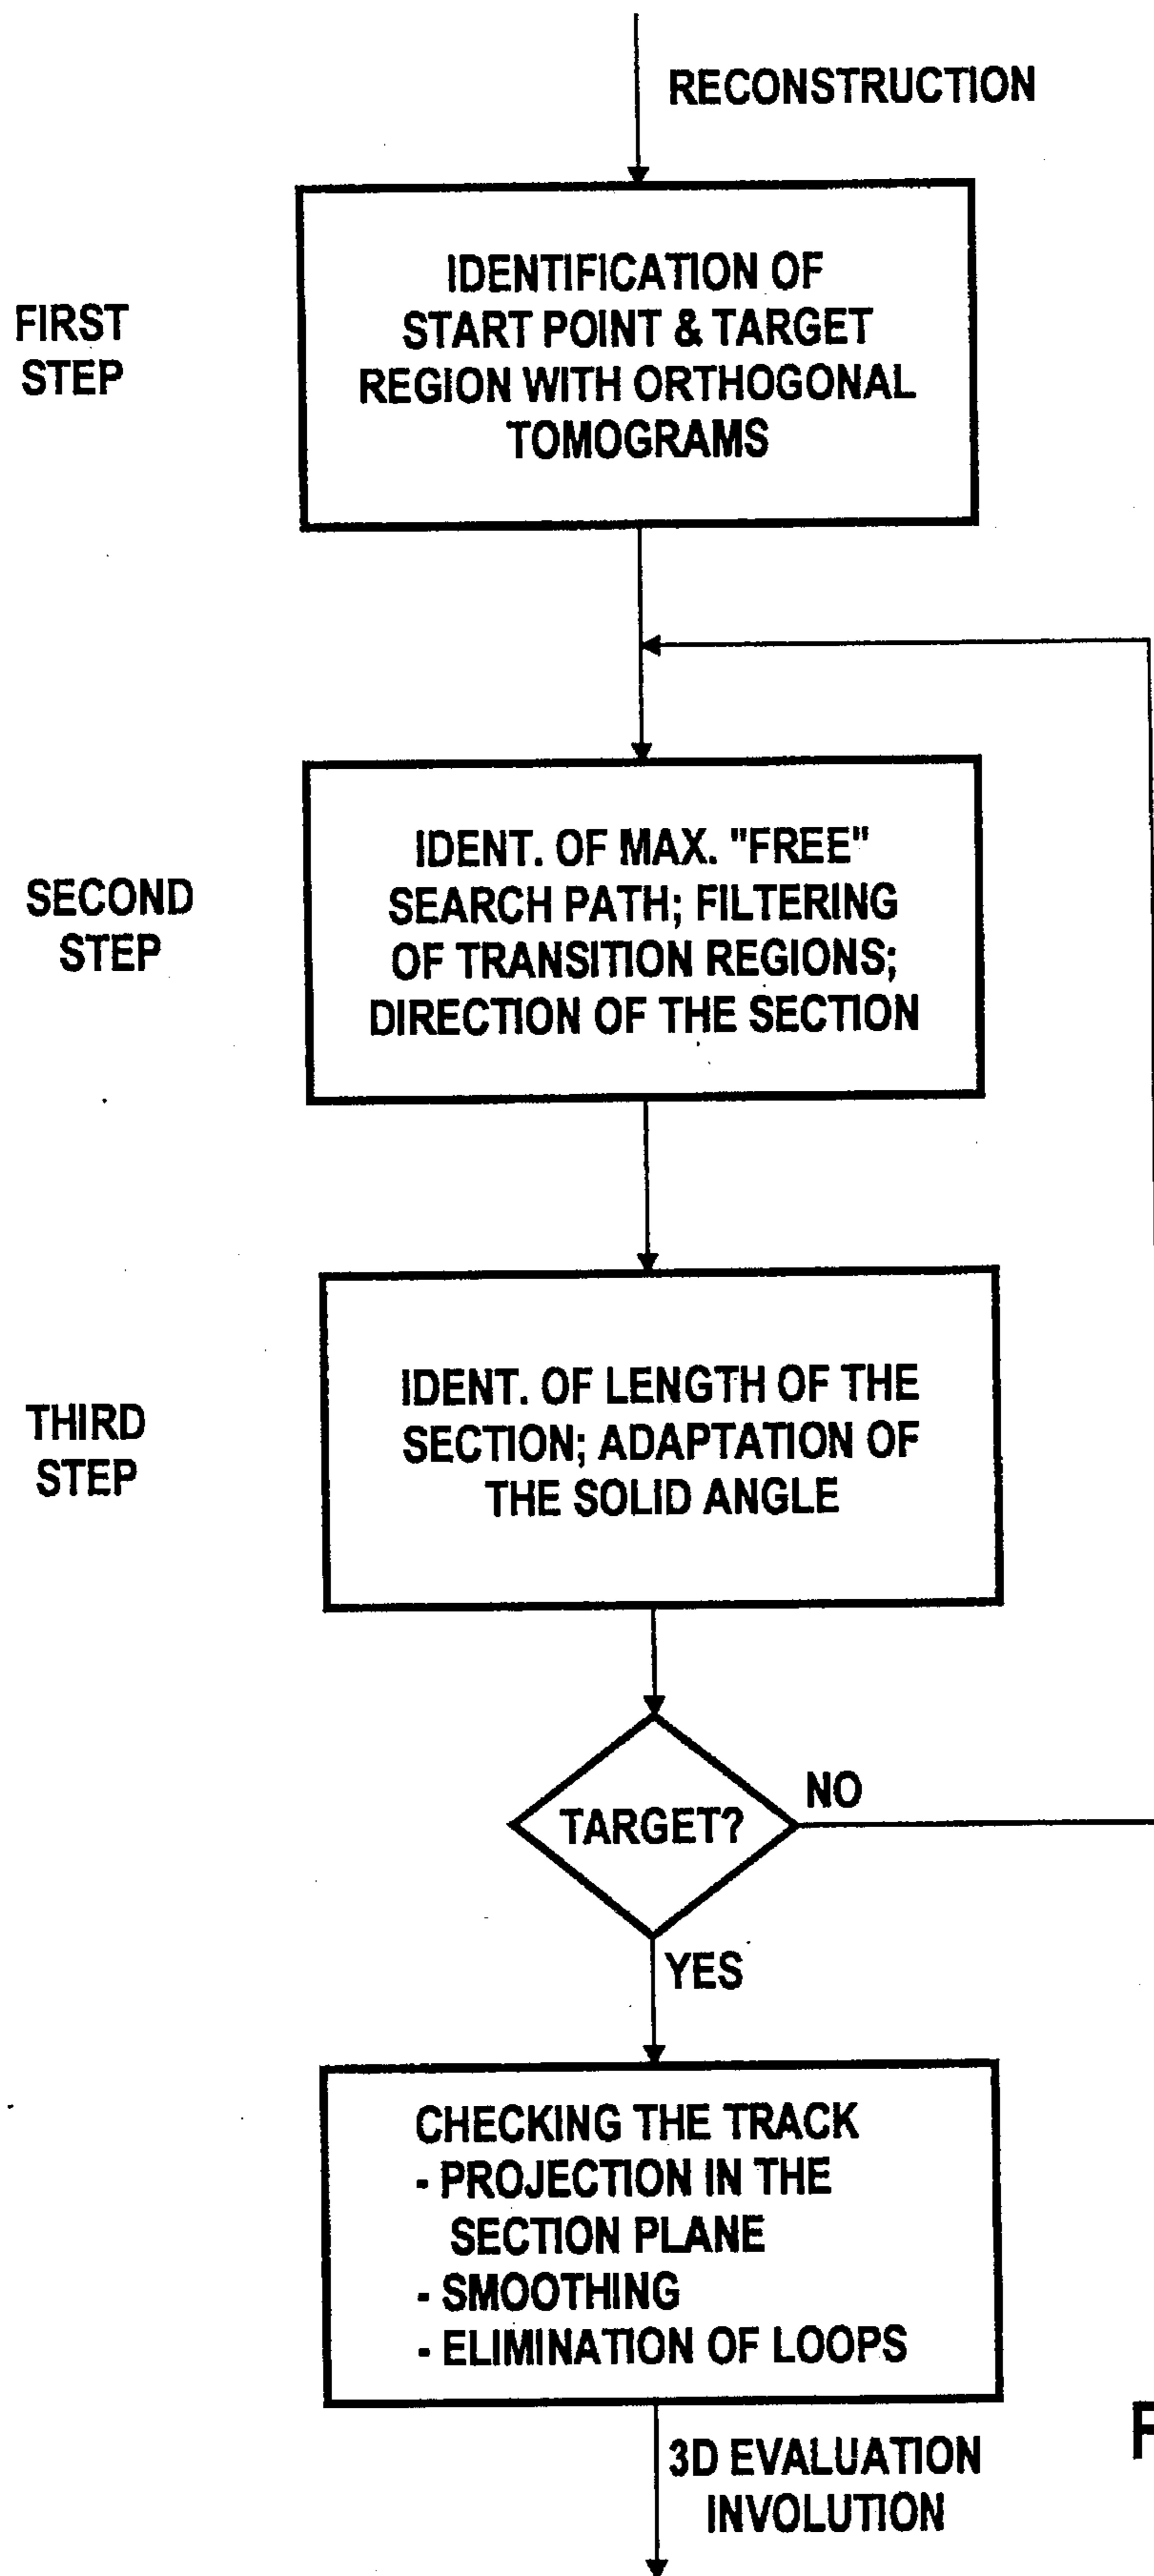 RECONSTRUCTION
IDENTIFICATION OF
START POINT & TARGET
REGION WITH ORTHOGONAL
TOMOGRAMS
FIRST
STEP
IDENT. OF MAX. "FREE"
SEARCH PATH; FILTERING
OF TRANSITION REGIONS;
DIRECTION OF THE SECTION
SECOND
STEP
IDENT. OF LENGTH OF THE
SECTION; ADAPTATION OF
THE SOLID ANGLE
THIRD
STEP
TARGET?
NO
YES
CHECKING THE TRACK
- PROJECTION IN THE
SECTION PLANE
- SMOOTHING
- ELIMINATION OF LOOPS
3D EVALUATION
INVOLUTION